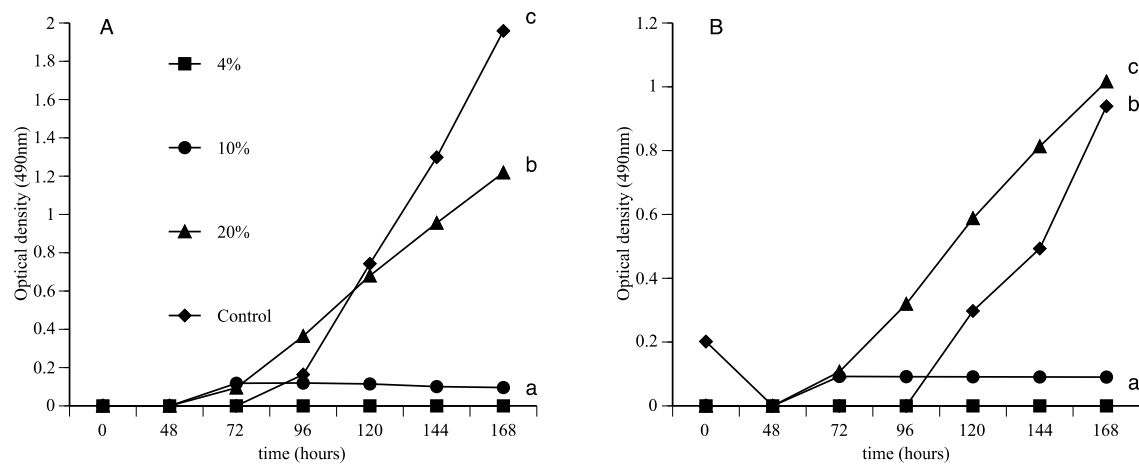 A
2
1.8
1.6
1.4
1.2
1
0.8
0.6
0.4
0.2
0
Optical density (490nm)
4%
10%
20%
Control
c
b
a
0 48 72 96 120 144 168
time (hours)
B
1.2
1
0.8
0.6
0.4
0.2
0
Optical density (490nm)
c
b
a
0 48 72 96 120 144 168
time (hours)